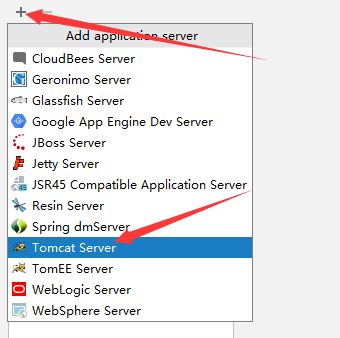 Add application server
CloudBees Server
Geronimo Server
Glassfish Server
Google App Engine Dev Server
JBoss Server
Jetty Server
JSR45 Compatible Application Server
Resin Server
Spring dmServer
Tomcat Server
TomEE Server
WebLogic Server
WebSphere Server